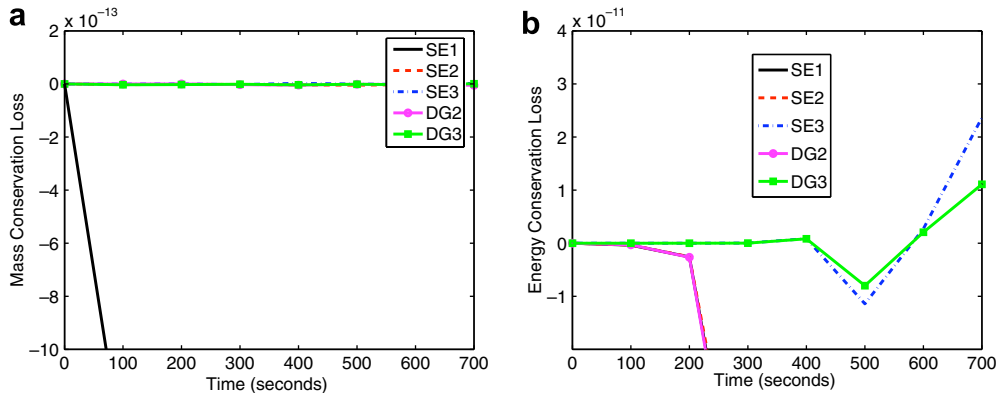 a
x 10−13
2
0
−2
−4
−6
−8
−10
Mass Conservation Loss
0 100 200 300 400 500 600 700
Time (seconds)
SE1
SE2
SE3
DG2
DG3
b
x 10−11
4
3
2
1
0
−1
Energy Conservation Loss
0 100 200 300 400 500 600 700
Time (seconds)
SE1
SE2
SE3
DG2
DG3